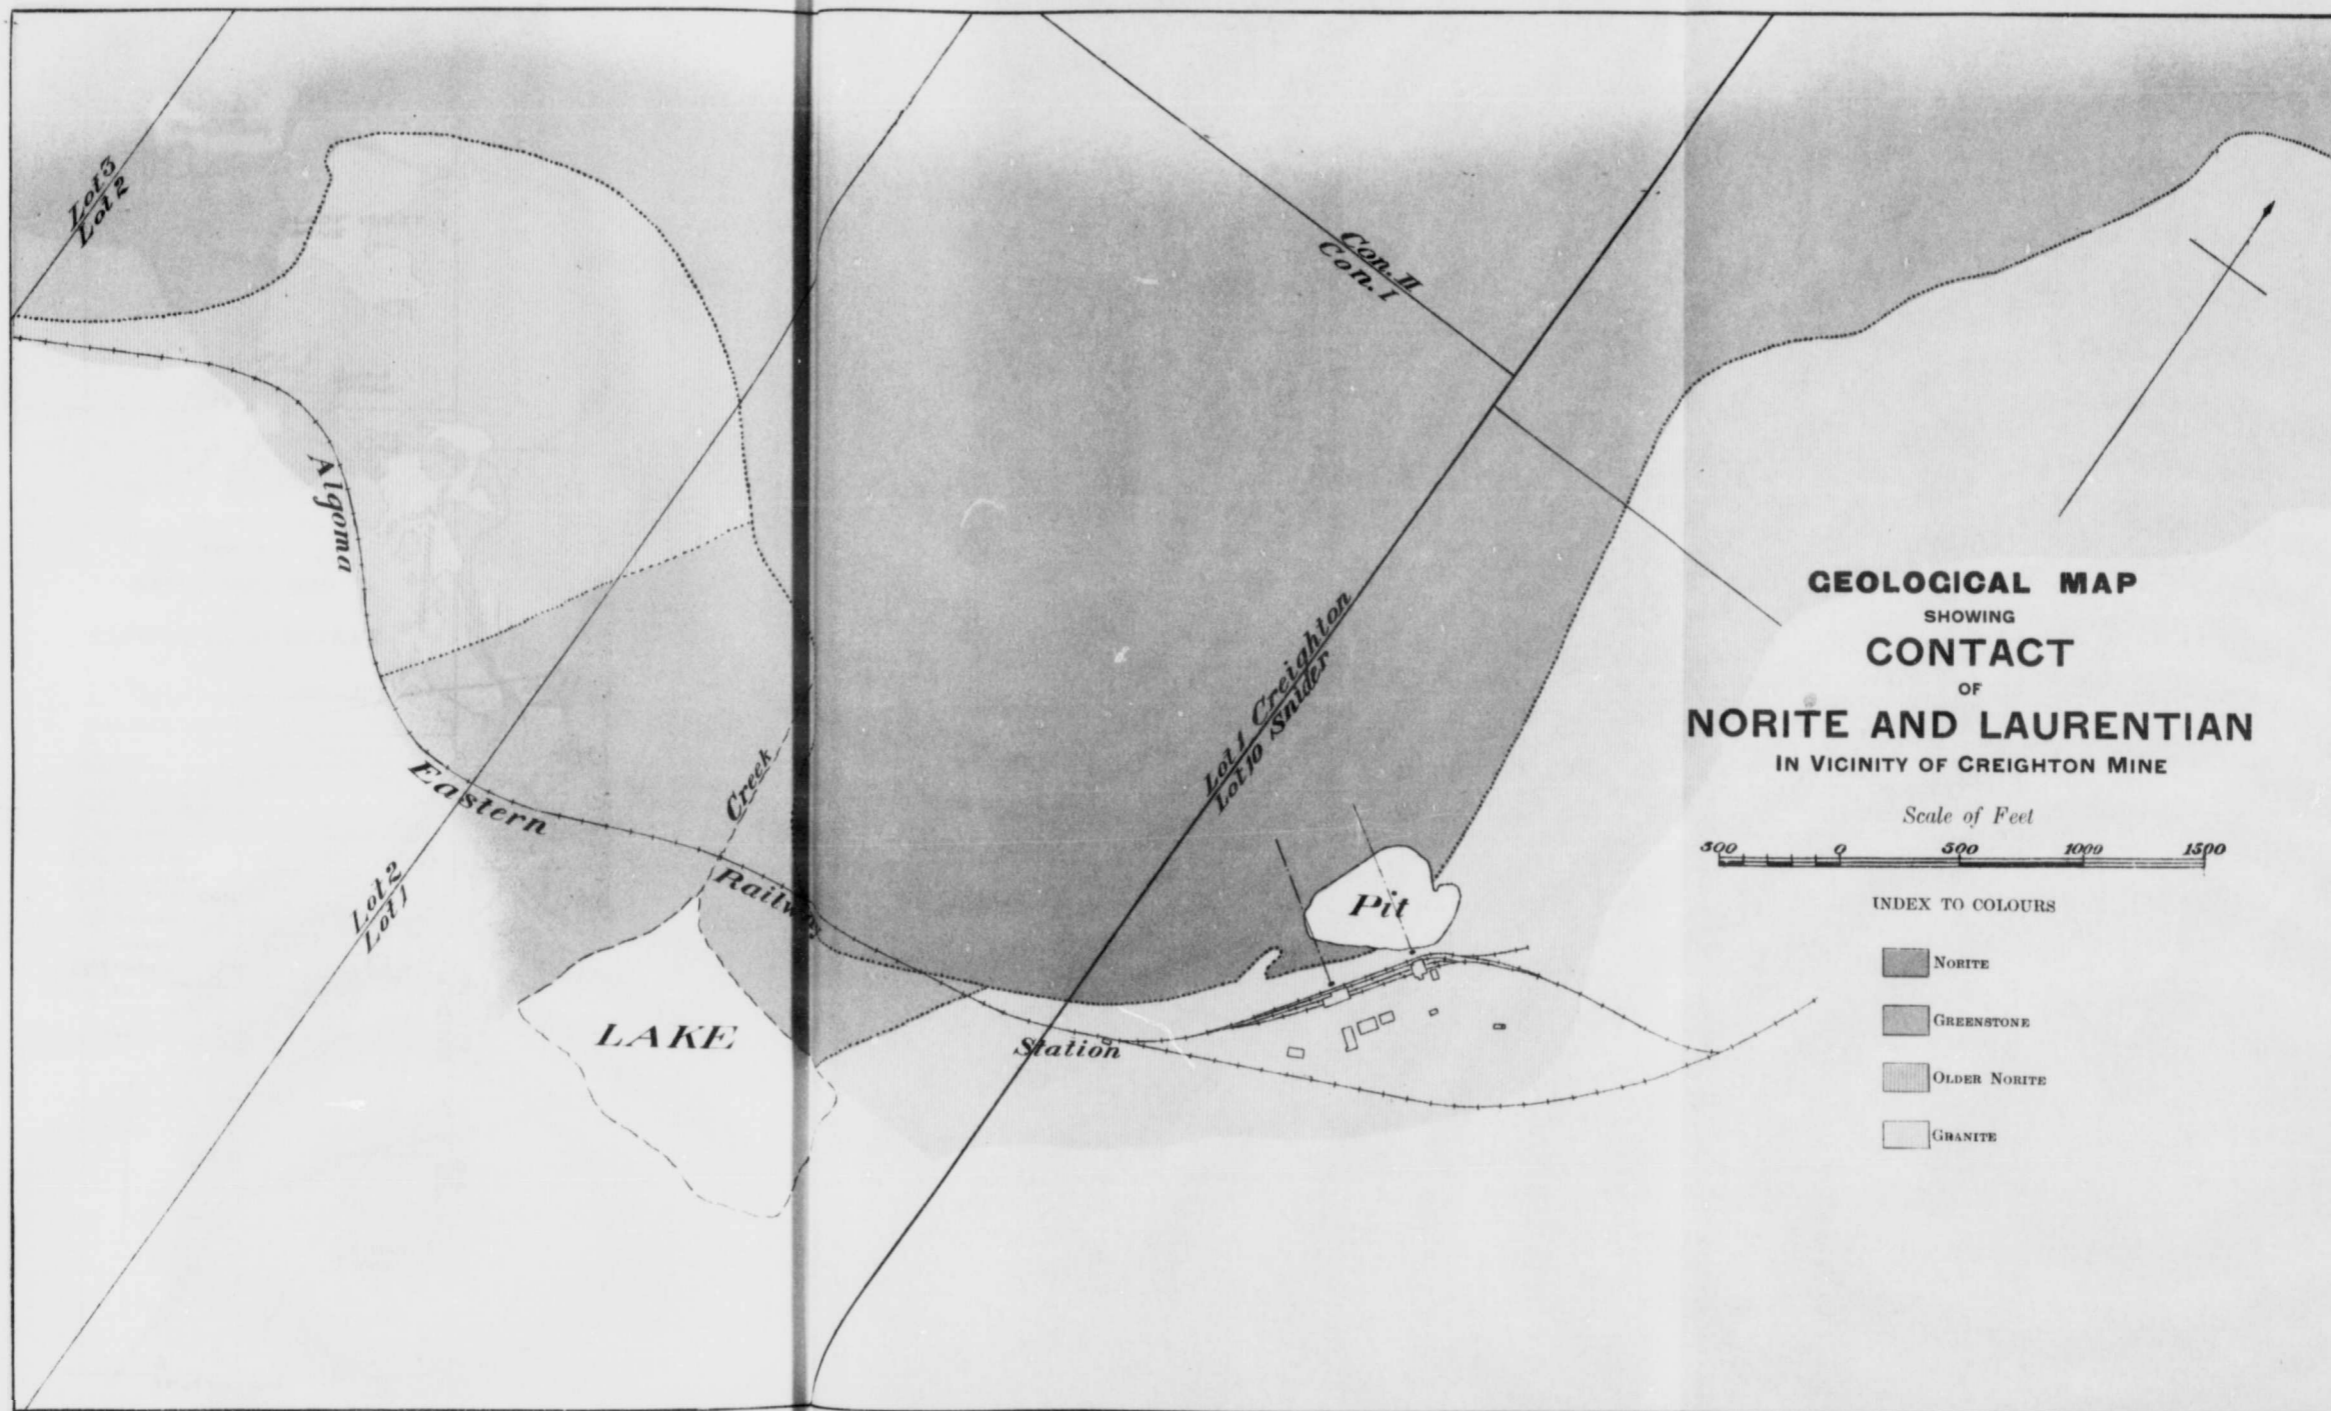 Lot 3
Lot 2
Con. II
Con. I
Algoma
Eastern
Creek
Railway
Lot 2
Lot 1
Lot 1 Creighton
Lot 10 Snider
Pit
LAKE
Station
GEOLOGICAL MAP
SHOWING
CONTACT
OF
NORITE AND LAURENTIAN
IN VICINITY OF CREIGHTON MINE
Scale of Feet
500 0 500 1000 1500
INDEX TO COLOURS
NORITE
GREENSTONE
OLDER NORITE
GRANITE